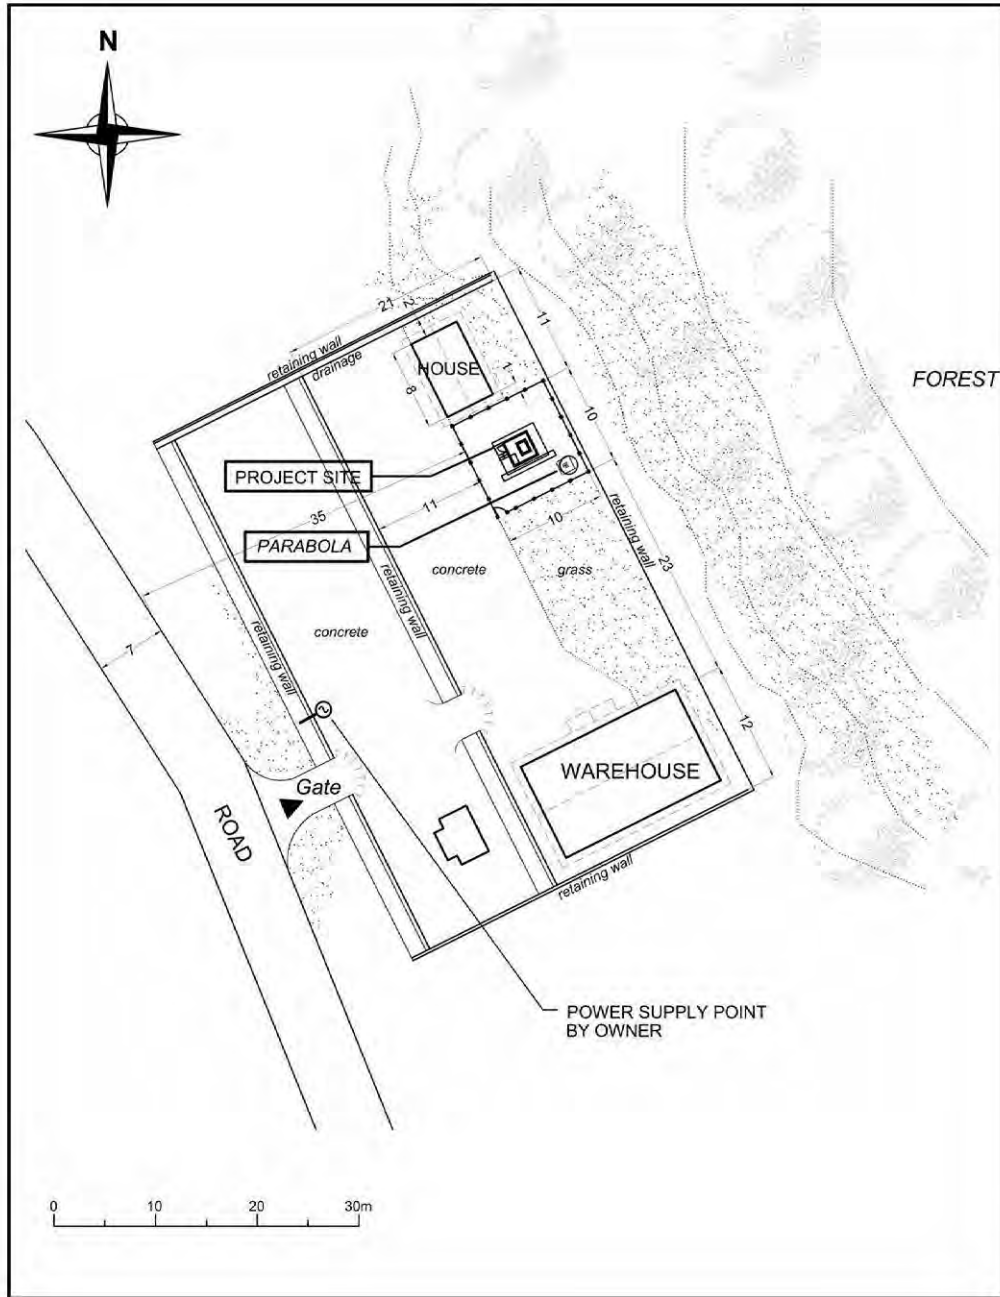 N
21
2
retaining wall
drainage
11
HOUSE
1
8
10
FOREST
PROJECT SITE
35
11
10
retaining wall
PARABOLA
concrete
grass
23
retaining wall
concrete
retaining wall
7
12
WAREHOUSE
Gate
ROAD
retaining wall
POWER SUPPLY POINT
BY OWNER
0 10 20 30m